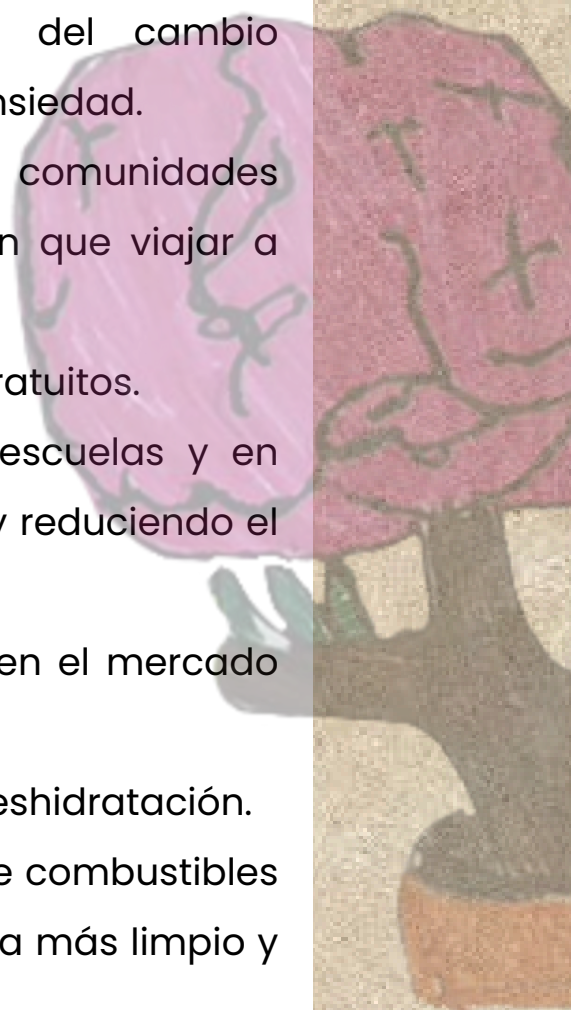 del cambio
nsiedad.
comunidades
n que viajar a
ratuitos.
escuelas y en
y reduciendo el
en el mercado
eshidratación.
e combustibles
a más limpio y